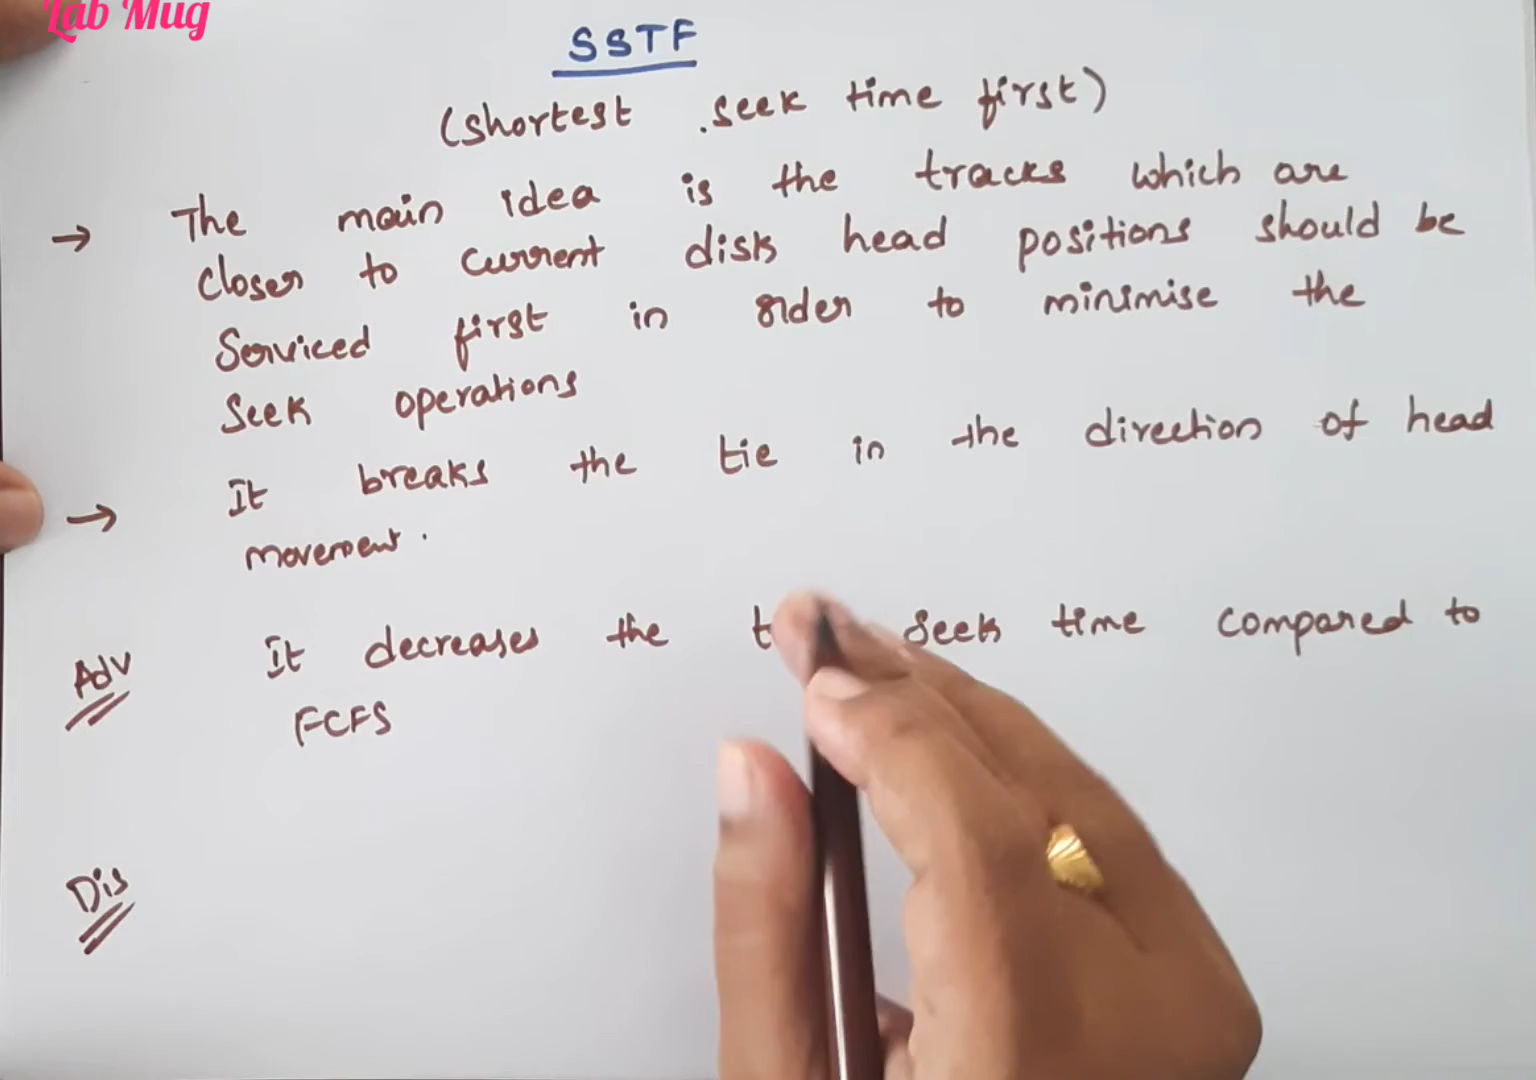 Lab Mug
SSTF
(shortest seek time first)
→ The main idea is the tracks which are
closer to current disk head positions should be
Serviced first in order to minimise the
Seek operations
→ It breaks the tie in the direction of head
movement.
Adv It decreases the seek time compared to
FCFS
Dis